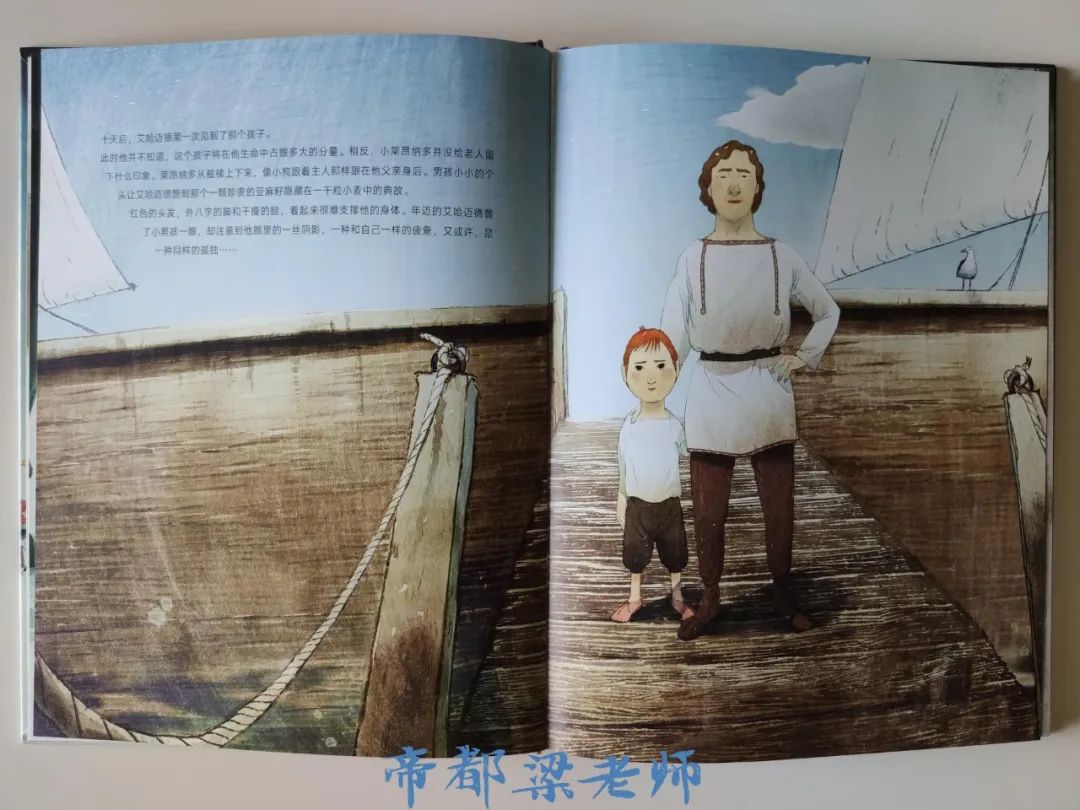 十天后，艾哈迈德第一次见到了那个孩子。
此时他并不知道，这个孩子将在他生命中占据多大的分量。相反，小莱昂纳多并没给老人留
下什么印象。莱昂纳多从舷梯上下来，像小狗跟着主人那样跟在他父亲身后。男孩小小的个
头让艾哈迈德想到那个一颗珍贵的亚麻籽隐藏在一千粒小麦中的典故。
红色的头发，外八字的脚和干瘦的腿，看起来很难支撑他的身体。年迈的艾哈迈德瞥
了小男孩一眼，却注意到他眼里的一丝阴影，一种和自己一样的疲惫，又或许，是
一种同样的孤独……
帝都梁老师